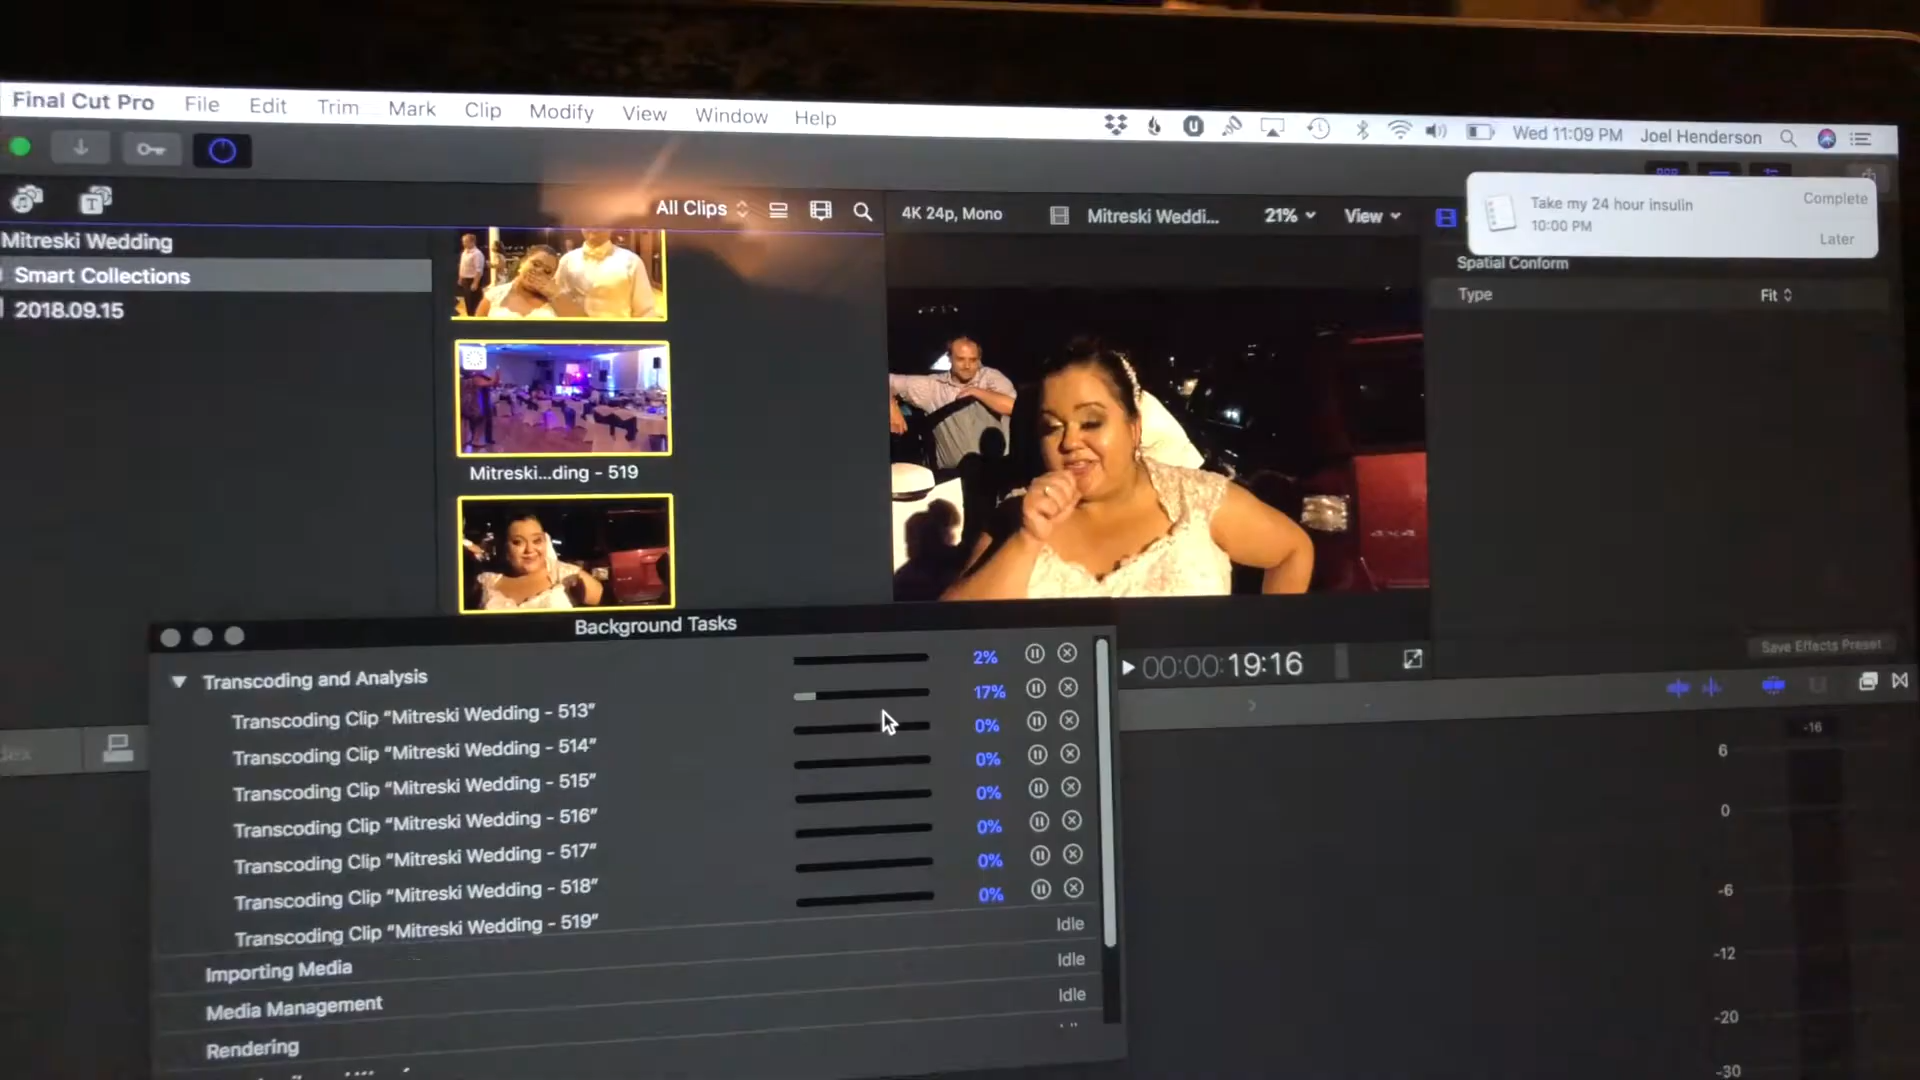 Final Cut Pro File Edit Trim Mark Clip Modify View Window Help Wed 11:09 PM Joel Henderson
Take my 24 hour insulin Complete
10:00 PM
Later
All Clips 4K 24p, Mono Mitreski Weddi... 21% View
Mitreski Wedding
Smart Collections
2018.09.15
Spatial Conform
Type Fit
Mitreski...ding - 519
4x4
Background Tasks
Save Effects Preset
00:00:19:16
Transcoding and Analysis 2%
Transcoding Clip “Mitreski Wedding - 513” 17%
Transcoding Clip “Mitreski Wedding - 514” 0%
Transcoding Clip “Mitreski Wedding - 515” 0%
Transcoding Clip “Mitreski Wedding - 516” 0%
Transcoding Clip “Mitreski Wedding - 517” 0%
Transcoding Clip “Mitreski Wedding - 518” 0%
Transcoding Clip “Mitreski Wedding - 519” 0%
Importing Media Idle
Media Management Idle
Rendering Idle
-16
6
0
-6
-12
-20
-30